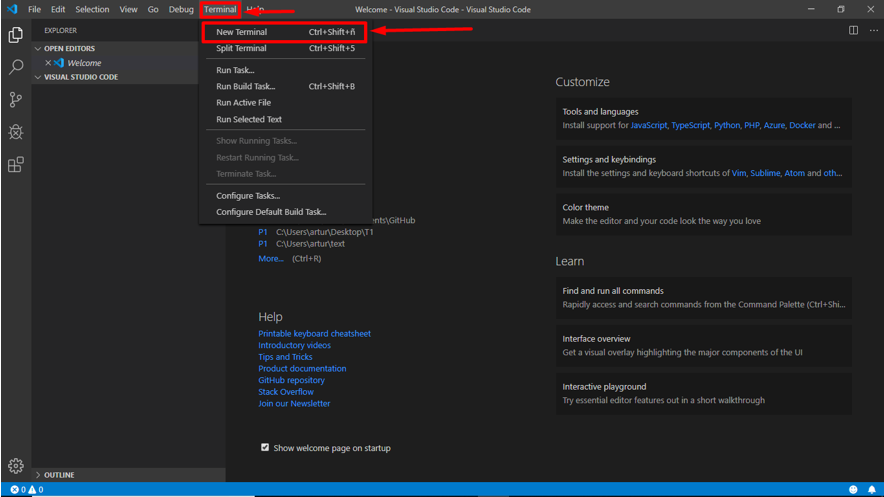 File Edit Selection View Go Debug Terminal Help
Welcome - Visual Studio Code - Visual Studio Code
EXPLORER
OPEN EDITORS
Welcome
VISUAL STUDIO CODE
New Terminal Ctrl+Shift+ñ
Split Terminal Ctrl+Shift+5
Run Task...
Run Build Task... Ctrl+Shift+B
Run Active File
Run Selected Text
Show Running Tasks...
Restart Running Task...
Terminate Task...
Configure Tasks...
Configure Default Build Task...
ents\GitHub
P1 C:\Users\artur\Desktop\T1
P1 C:\Users\artur\text
More... (Ctrl+R)
Help
Printable keyboard cheatsheet
Introductory videos
Tips and Tricks
Product documentation
GitHub repository
Stack Overflow
Join our Newsletter
Show welcome page on startup
Customize
Tools and languages
Install support for JavaScript, TypeScript, Python, PHP, Azure, Docker and ...
Settings and keybindings
Install the settings and keyboard shortcuts of Vim, Sublime, Atom and oth...
Color theme
Make the editor and your code look the way you love
Learn
Find and run all commands
Rapidly access and search commands from the Command Palette (Ctrl+Shi...
Interface overview
Get a visual overlay highlighting the major components of the UI
Interactive playground
Try essential editor features out in a short walkthrough
OUTLINE
0 0